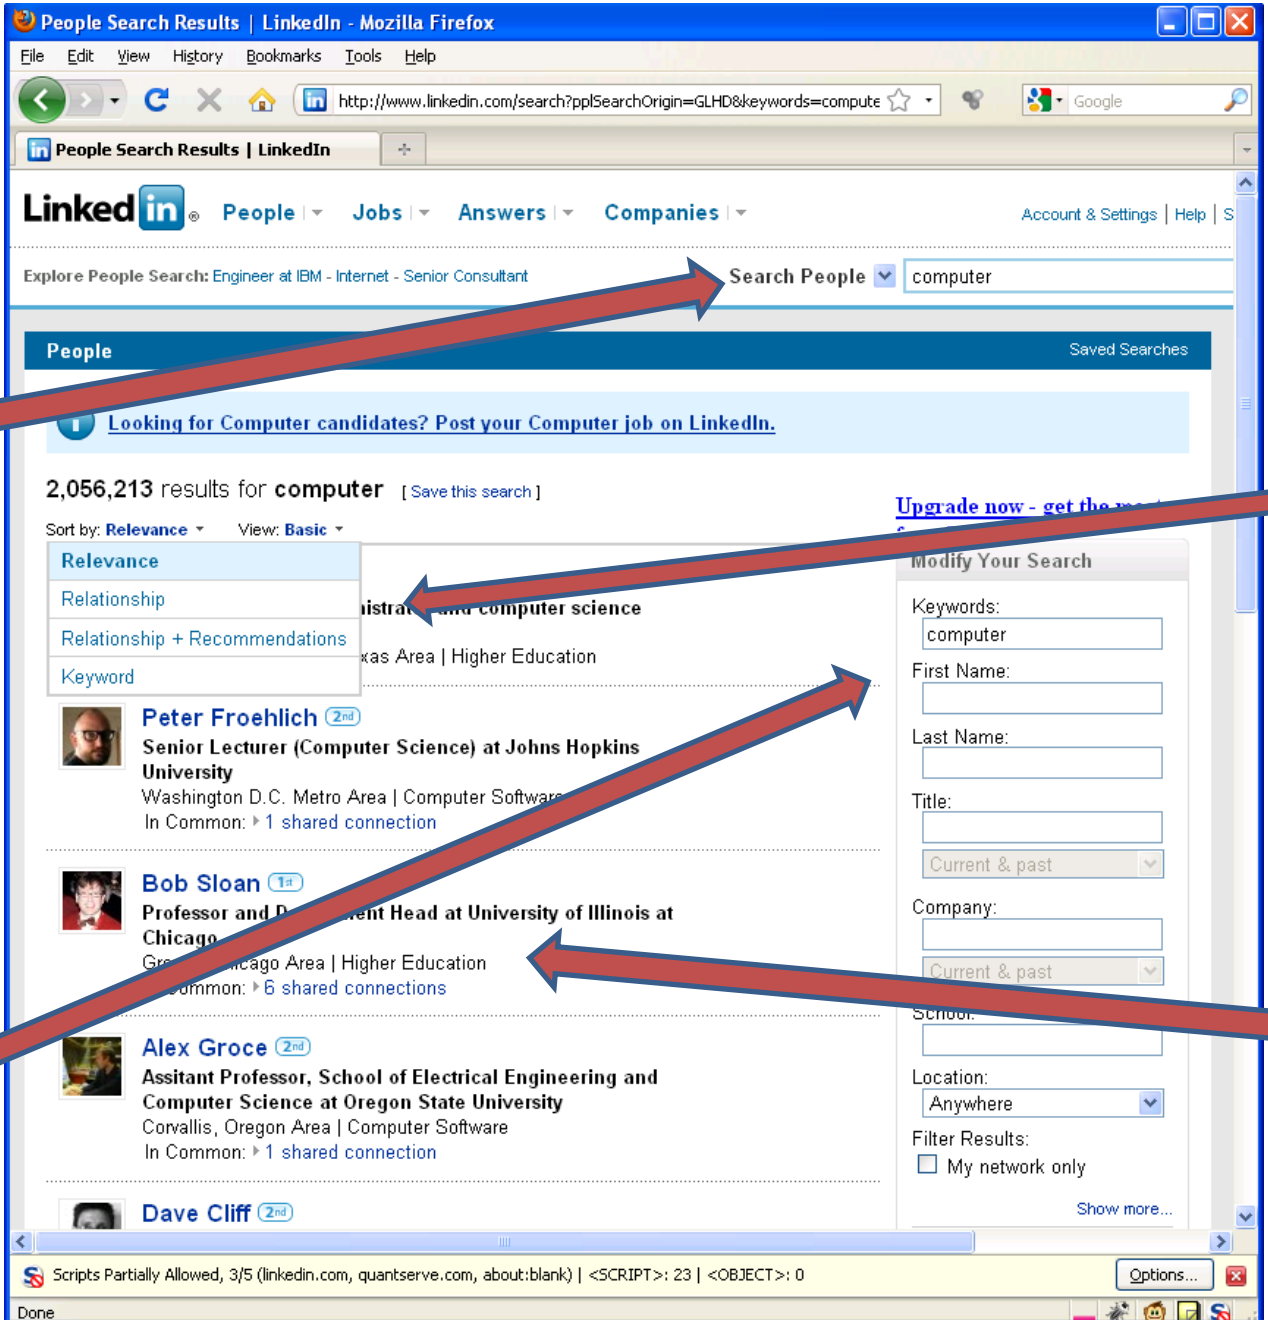 People Search Results | LinkedIn - Mozilla Firefox
File Edit View History Bookmarks Tools Help
http://www.linkedin.com/search?pplSearchOrigin=GLHD&keywords=compute
Google
People Search Results | LinkedIn
Linked in ® People Jobs Answers Companies
Account & Settings | Help | S
Explore People Search: Engineer at IBM - Internet - Senior Consultant
Search People computer
People
Saved Searches
Looking for Computer candidates? Post your Computer job on LinkedIn.
2,056,213 results for computer [ Save this search ]
Sort by: Relevance View: Basic
Relevance
Relationship
Relationship + Recommendations
Keyword
and computer science
xas Area | Higher Education
Peter Froehlich 2nd
Senior Lecturer (Computer Science) at Johns Hopkins
University
Washington D.C. Metro Area | Computer Software
In Common: 1 shared connection
Bob Sloan 1st
Professor and Head at University of Illinois at
Chicago
Area | Higher Education
6 shared connections
Alex Groce 2nd
Assitant Professor, School of Electrical Engineering and
Computer Science at Oregon State University
Corvallis, Oregon Area | Computer Software
In Common: 1 shared connection
Dave Cliff 2nd
Upgrade now - get the
Modify Your Search
Keywords:
computer
First Name:
Last Name:
Title:
Current & past
Company:
Current & past
School:
Location:
Anywhere
Filter Results:
My network only
Show more...
Scripts Partially Allowed, 3/5 (linkedin.com, quantserve.com, about:blank) | <SCRIPT>: 23 | <OBJECT>: 0
Options...
Done